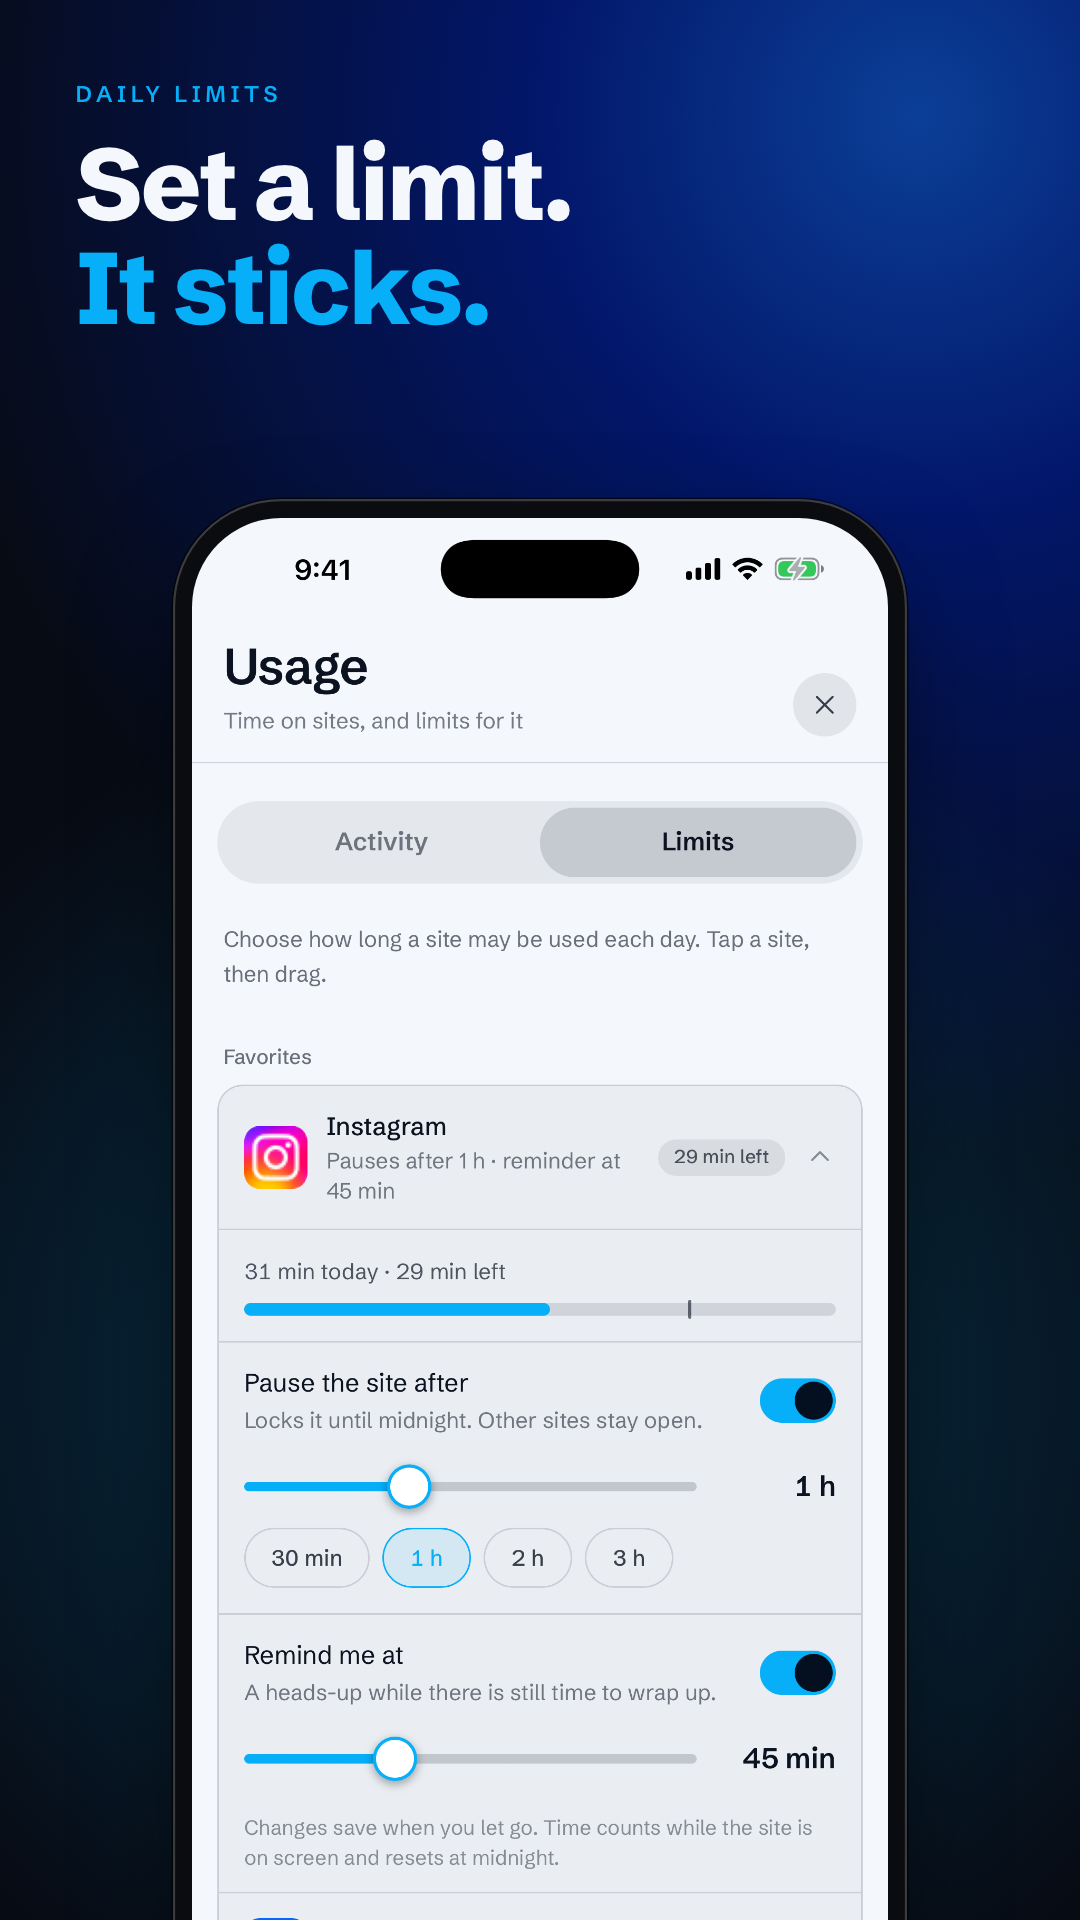 DAILY LIMITS
Set a limit.
It sticks.
9:41
Usage
Time on sites, and limits for it
Activity
Limits
Choose how long a site may be used each day. Tap a site,
then drag.
Favorites
Instagram
Pauses after 1 h · reminder at
45 min
29 min left
31 min today · 29 min left
Pause the site after
Locks it until midnight. Other sites stay open.
1 h
30 min
1 h
2 h
3 h
Remind me at
A heads-up while there is still time to wrap up.
45 min
Changes save when you let go. Time counts while the site is
on screen and resets at midnight.